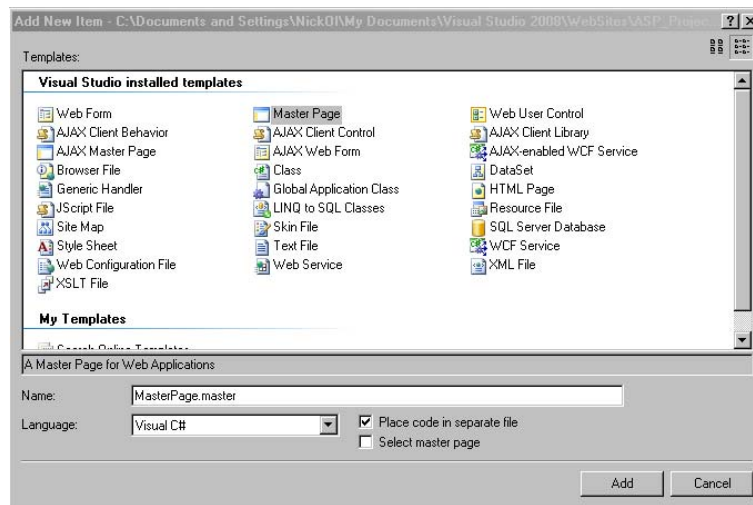 Add New Item - C:\Documents and Settings\NickOl\My Documents\Visual Studio 2008\WebSites\ASP_Projec...
Templates:
Visual Studio installed templates
Web Form
Master Page
Web User Control
AJAX Client Behavior
AJAX Client Control
AJAX Client Library
AJAX Master Page
AJAX Web Form
AJAX-enabled WCF Service
Browser File
Class
DataSet
Generic Handler
Global Application Class
HTML Page
JScript File
LINQ to SQL Classes
Resource File
Site Map
Skin File
SQL Server Database
Style Sheet
Text File
WCF Service
Web Configuration File
Web Service
XML File
XSLT File
My Templates
Search Online Templates
A Master Page for Web Applications
Name:
MasterPage.master
Language:
Visual C#
Place code in separate file
Select master page
Add
Cancel